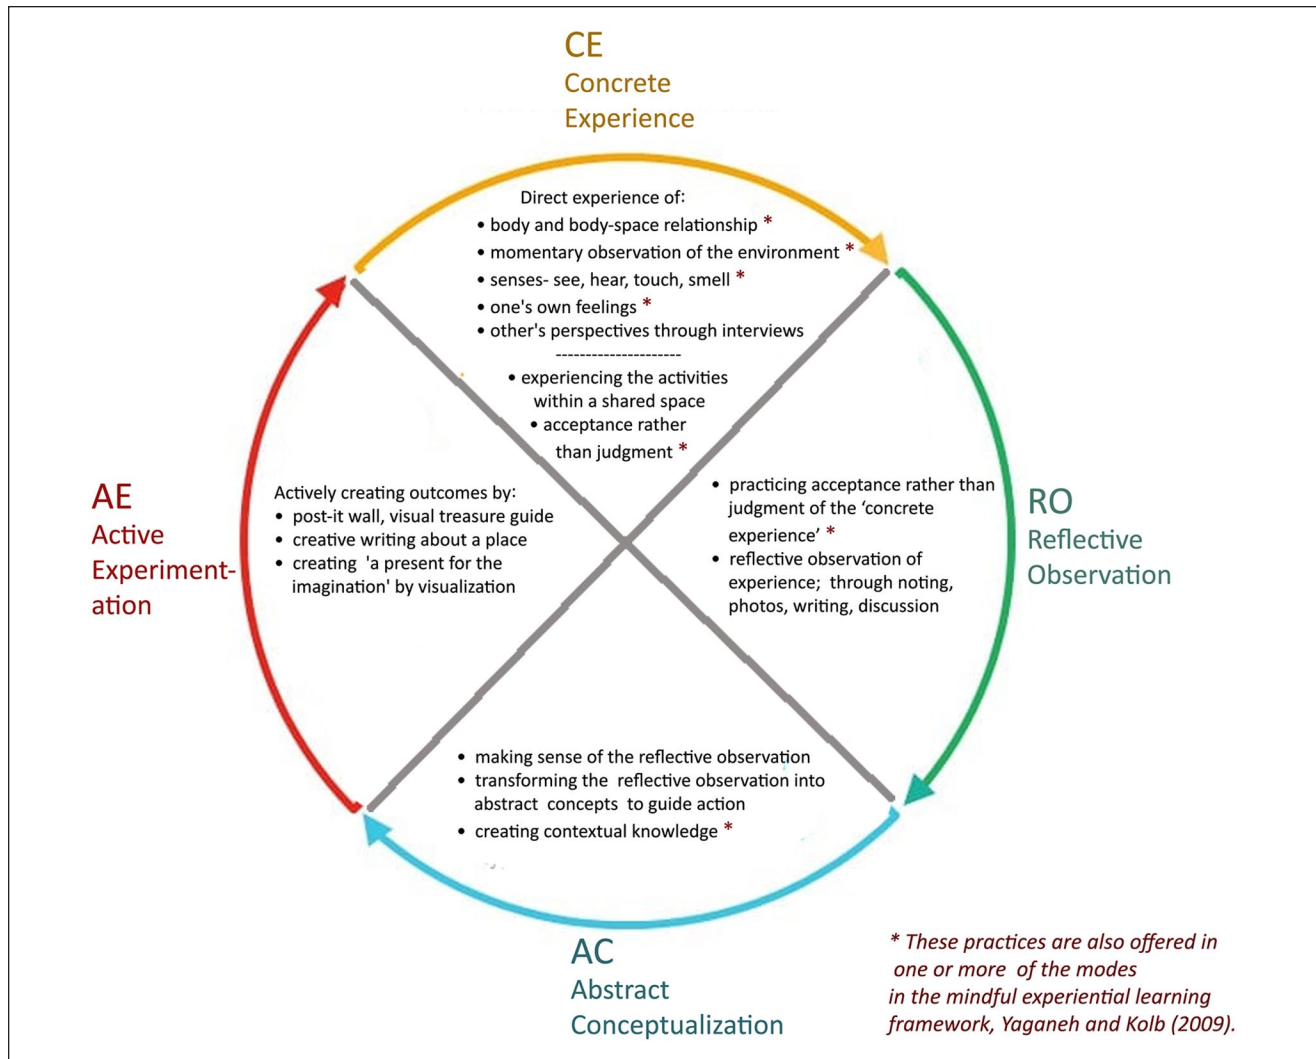 CE
Concrete
Experience
Direct experience of:
• body and body-space relationship *
• momentary observation of the environment *
• senses- see, hear, touch, smell *
• one's own feelings *
• other's perspectives through interviews
---------------------
• experiencing the activities
within a shared space
• acceptance rather
than judgment *
AE
Active
Experiment-
ation
Actively creating outcomes by:
• post-it wall, visual treasure guide
• creative writing about a place
• creating 'a present for the
imagination' by visualization
• practicing acceptance rather than
judgment of the ‘concrete
experience’ *
• reflective observation of
experience; through noting,
photos, writing, discussion
RO
Reflective
Observation
• making sense of the reflective observation
• transforming the reflective observation into
abstract concepts to guide action
• creating contextual knowledge *
AC
Abstract
Conceptualization
* These practices are also offered in
one or more of the modes
in the mindful experiential learning
framework, Yaganeh and Kolb (2009).